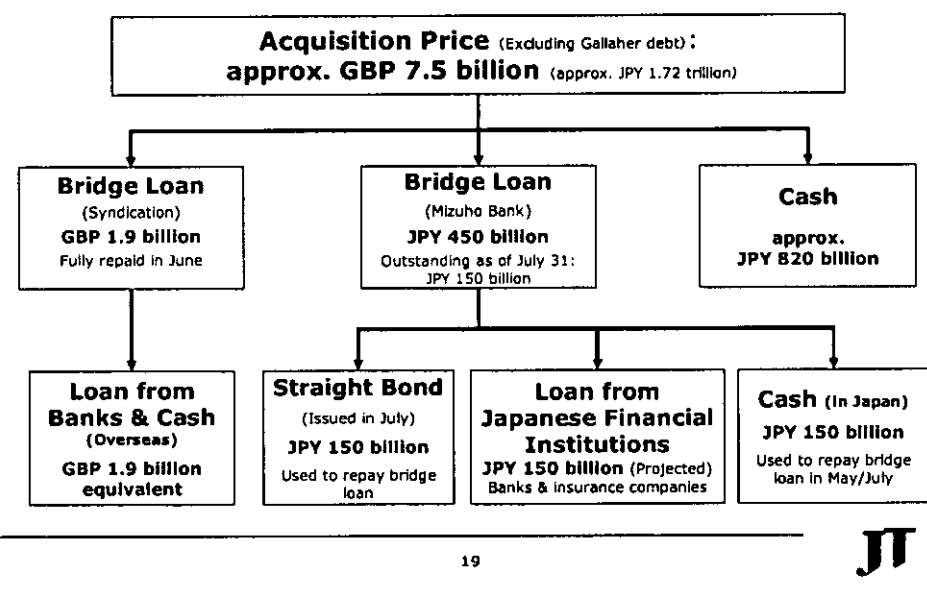 Acquisition Price (Excluding Gallaher debt):
approx. GBP 7.5 billion (approx. JPY 1.72 trillion)
Bridge Loan
(Syndication)
GBP 1.9 billion
Fully repaid in June
Bridge Loan
(Mizuho Bank)
JPY 450 billion
Outstanding as of July 31:
JPY 150 billion
Cash
approx.
JPY 820 billion
Loan from
Banks & Cash
(Overseas)
GBP 1.9 billion
equivalent
Straight Bond
(Issued in July)
JPY 150 billion
Used to repay bridge
loan
Loan from
Japanese Financial
Institutions
JPY 150 billion (Projected)
Banks & insurance companies
Cash (In Japan)
JPY 150 billion
Used to repay bridge
loan in May/July
19
JT